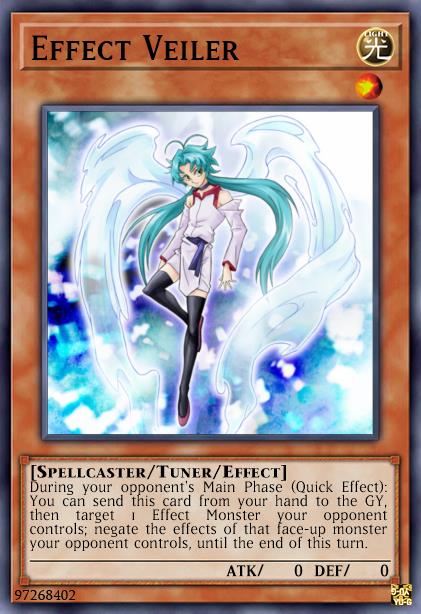 EFFECT VEILER
LIGHT
光
[SPELLCASTER/TUNER/EFFECT]
During your opponent's Main Phase (Quick Effect):
You can send this card from your hand to the GY,
then target 1 Effect Monster your opponent
controls; negate the effects of that face-up monster
your opponent controls, until the end of this turn.
ATK/ 0 DEF/ 0
97268402